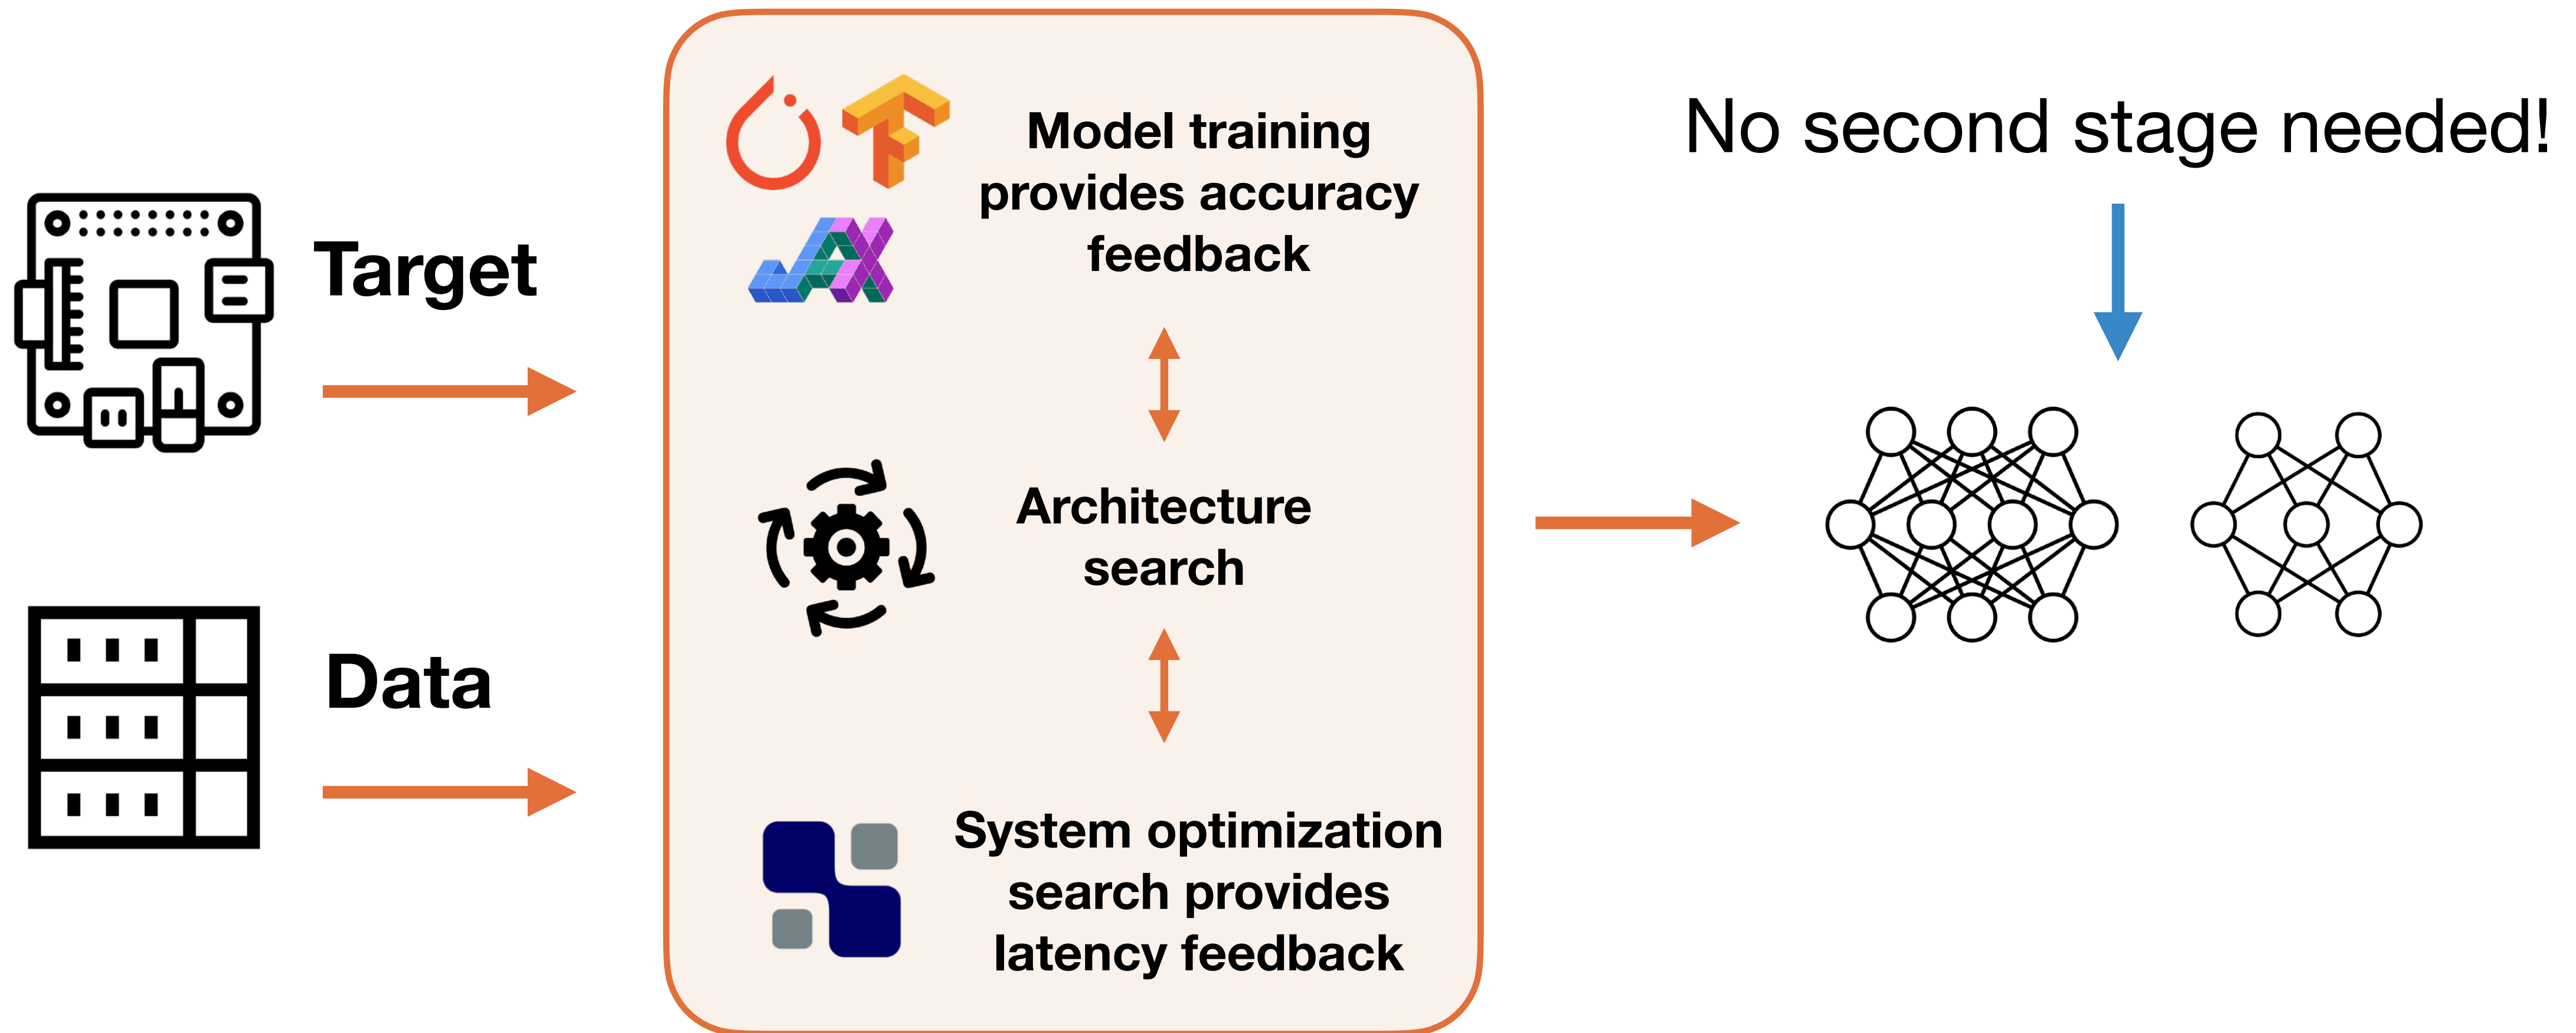 Target
Data
Model training
provides accuracy
feedback
Architecture
search
System optimization
search provides
latency feedback
No second stage needed!
JAX